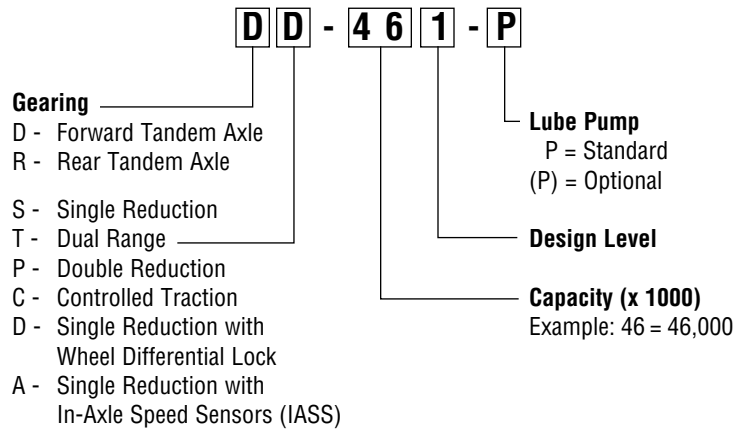 D D - 4 6 1 - P
Gearing
D - Forward Tandem Axle
R - Rear Tandem Axle
S - Single Reduction
T - Dual Range
P - Double Reduction
C - Controlled Traction
D - Single Reduction with
Wheel Differential Lock
A - Single Reduction with
In-Axle Speed Sensors (IASS)
Lube Pump
P = Standard
(P) = Optional
Design Level
Capacity (x 1000)
Example: 46 = 46,000